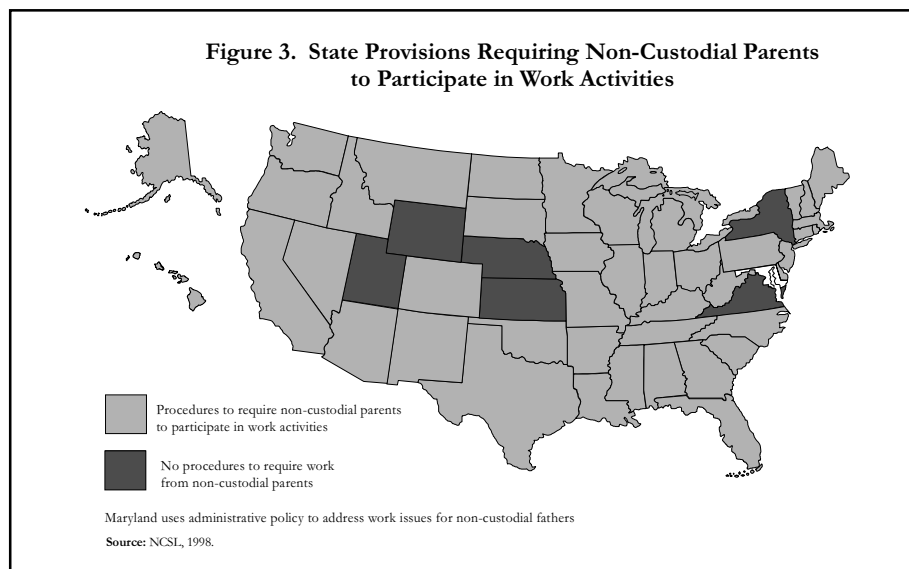 Figure 3. State Provisions Requiring Non-Custodial Parents
to Participate in Work Activities
Procedures to require non-custodial parents
to participate in work activities
No procedures to require work
from non-custodial parents
Maryland uses administrative policy to address work issues for non-custodial fathers
Source: NCSL, 1998.